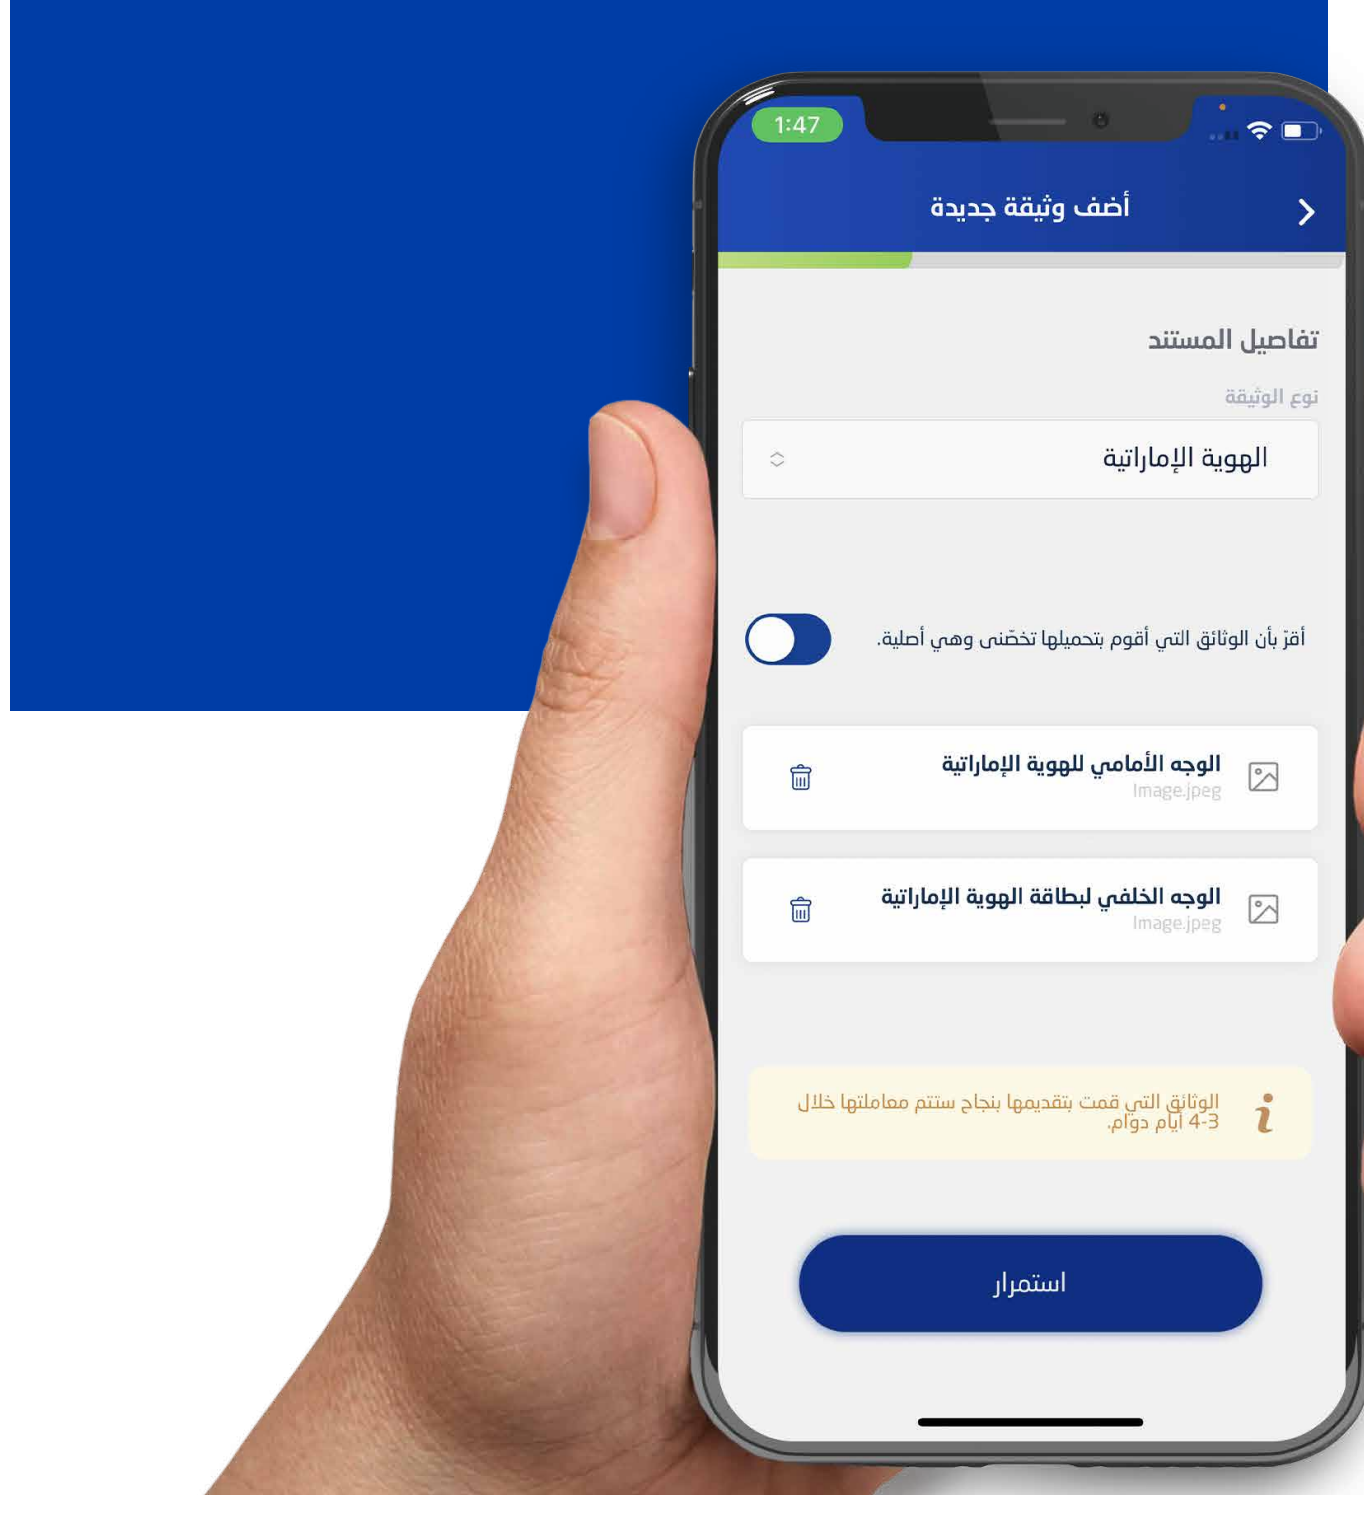 1:47
أضف وثيقة جديدة
تفاصيل المستند
نوع الوثيقة
الهوية الإماراتية
أقرّ بأن الوثائق التي أقوم بتحميلها تخصّنى وهي أصلية.
الوجه الأمامي للهوية الإماراتية
Image.jpeg
الوجه الخلفي لبطاقة الهوية الإماراتية
Image.jpeg
الوثائق التي قمت بتقديمها بنجاح ستتم معاملتها خلال
3-4 أيام دوام.
استمرار